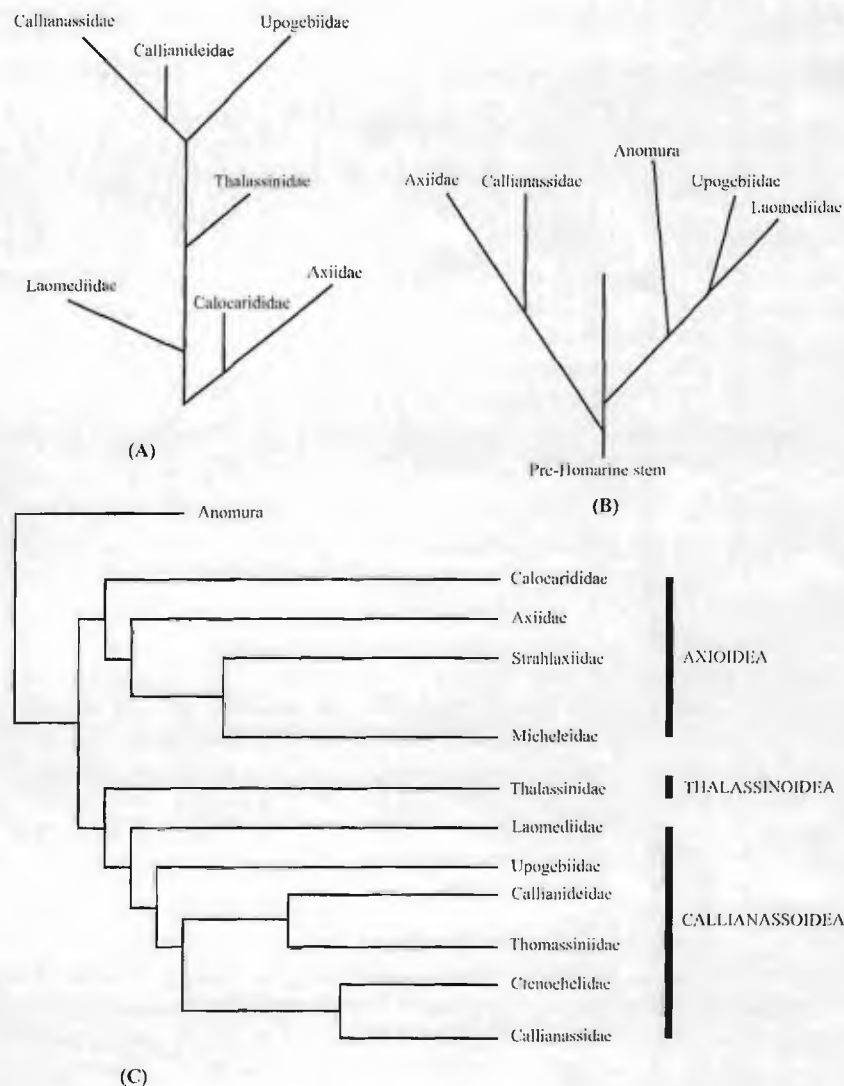 Callianassidae
Upogebiidae
Callianideidae
Thalassinidae
Laomediidae
Calocarididae
Axiidae
(A)
Anomura
Axiidae
Callianassidae
Upogebiidae
Laomediidae
Pre-Homarine stem
(B)
Anomura
Calocarididae
Axiidae
Strahlaxiidae
Micheleidae
AXIOIDEA
Thalassinidae
THALASSINOIDEA
Laomediidae
Upogebiidae
Callianideidae
Thomassiniidae
Ctenochelidae
Callianassidae
CALLIANASSOIDEA
(C)